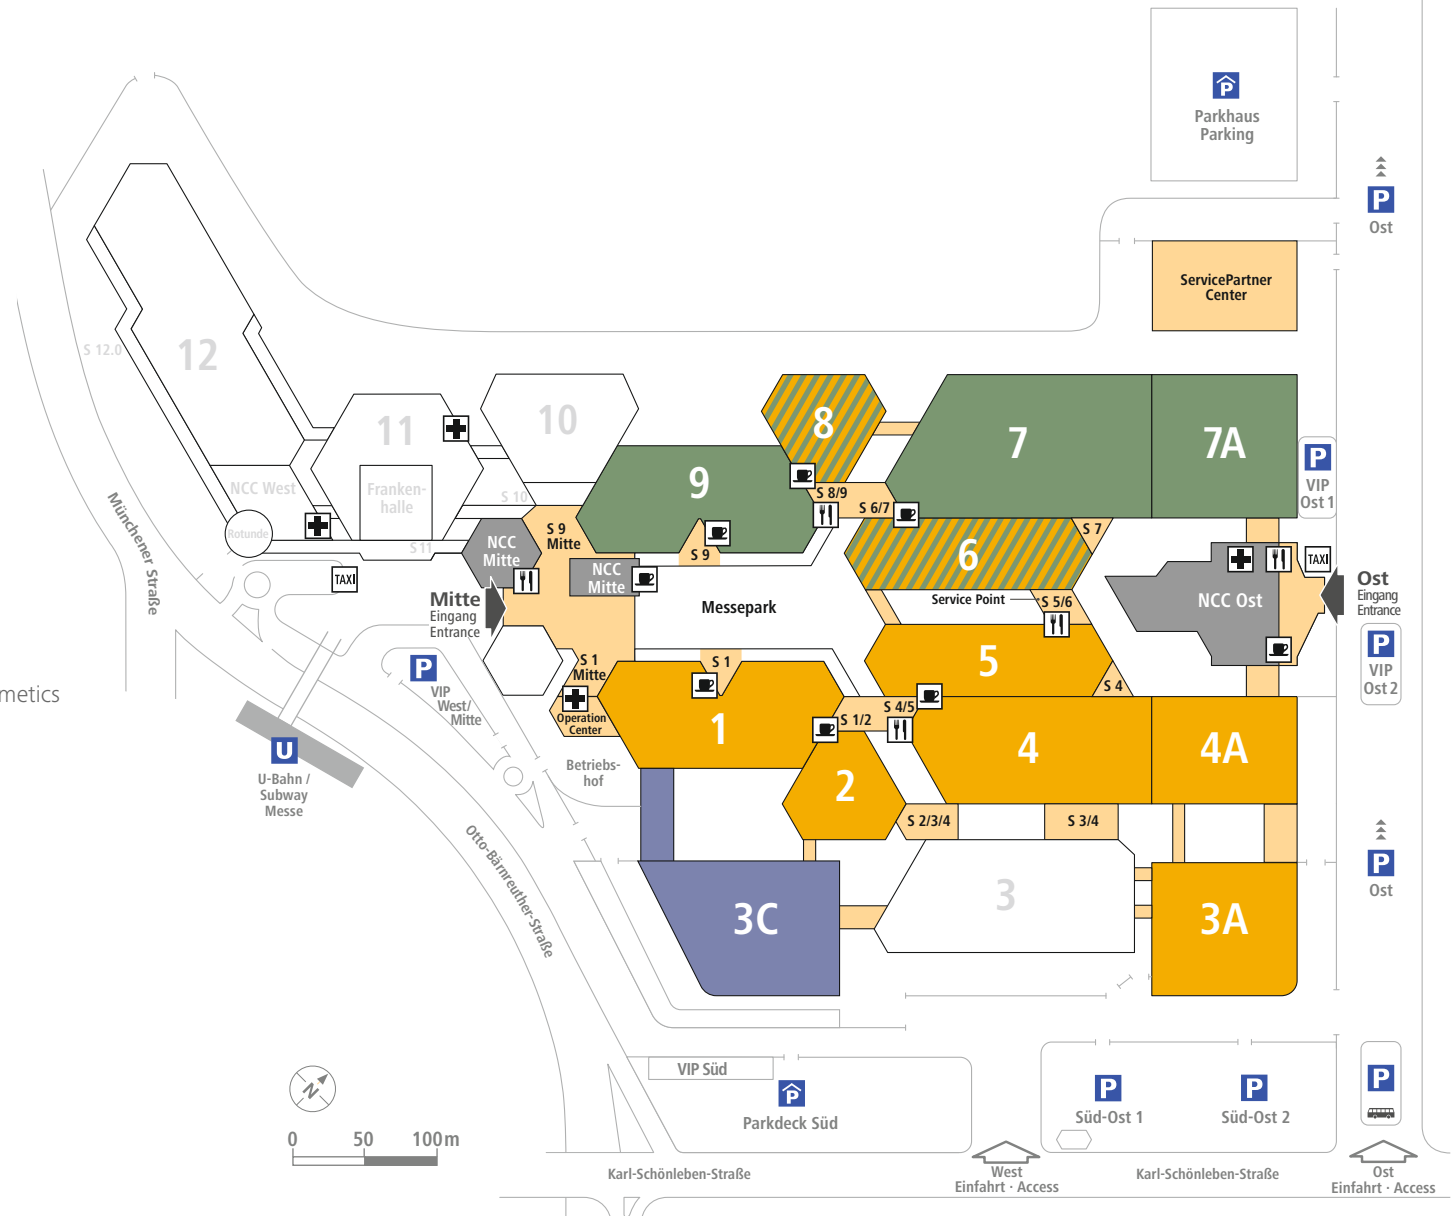 P
Parkhaus
Parking
P
Ost
ServicePartner
Center
S 12.0
12
11
10
8
7
7A
9
P
VIP
Ost 1
NCC West
Franken-
halle
S 10
S 8/9
S 6/7
Rotunde
S 11
S 9
Mitte
NCC
Mitte
S 9
6
S 7
NCC
Mitte
TAXI
TAXI
Münchener Straße
Mitte
Eingang
Entrance
Messepark
Service Point
S 5/6
NCC Ost
Ost
Eingang
Entrance
P
VIP
Ost 2
S 1
Mitte
S 1
5
S 4
metics
P
VIP
West/
Mitte
Operation
Center
1
S 1/2
S 4/5
4
4A
U
U-Bahn /
Subway
Messe
Betriebs-
hof
2
S 2/3/4
S 3/4
Otto-Bärnreuther-Straße
P
Ost
3C
3
3A
N
0
50
100m
VIP Süd
P
Parkdeck Süd
P
Süd-Ost 1
P
Süd-Ost 2
P
Karl-Schönleben-Straße
West
Einfahrt · Access
Karl-Schönleben-Straße
Ost
Einfahrt · Access